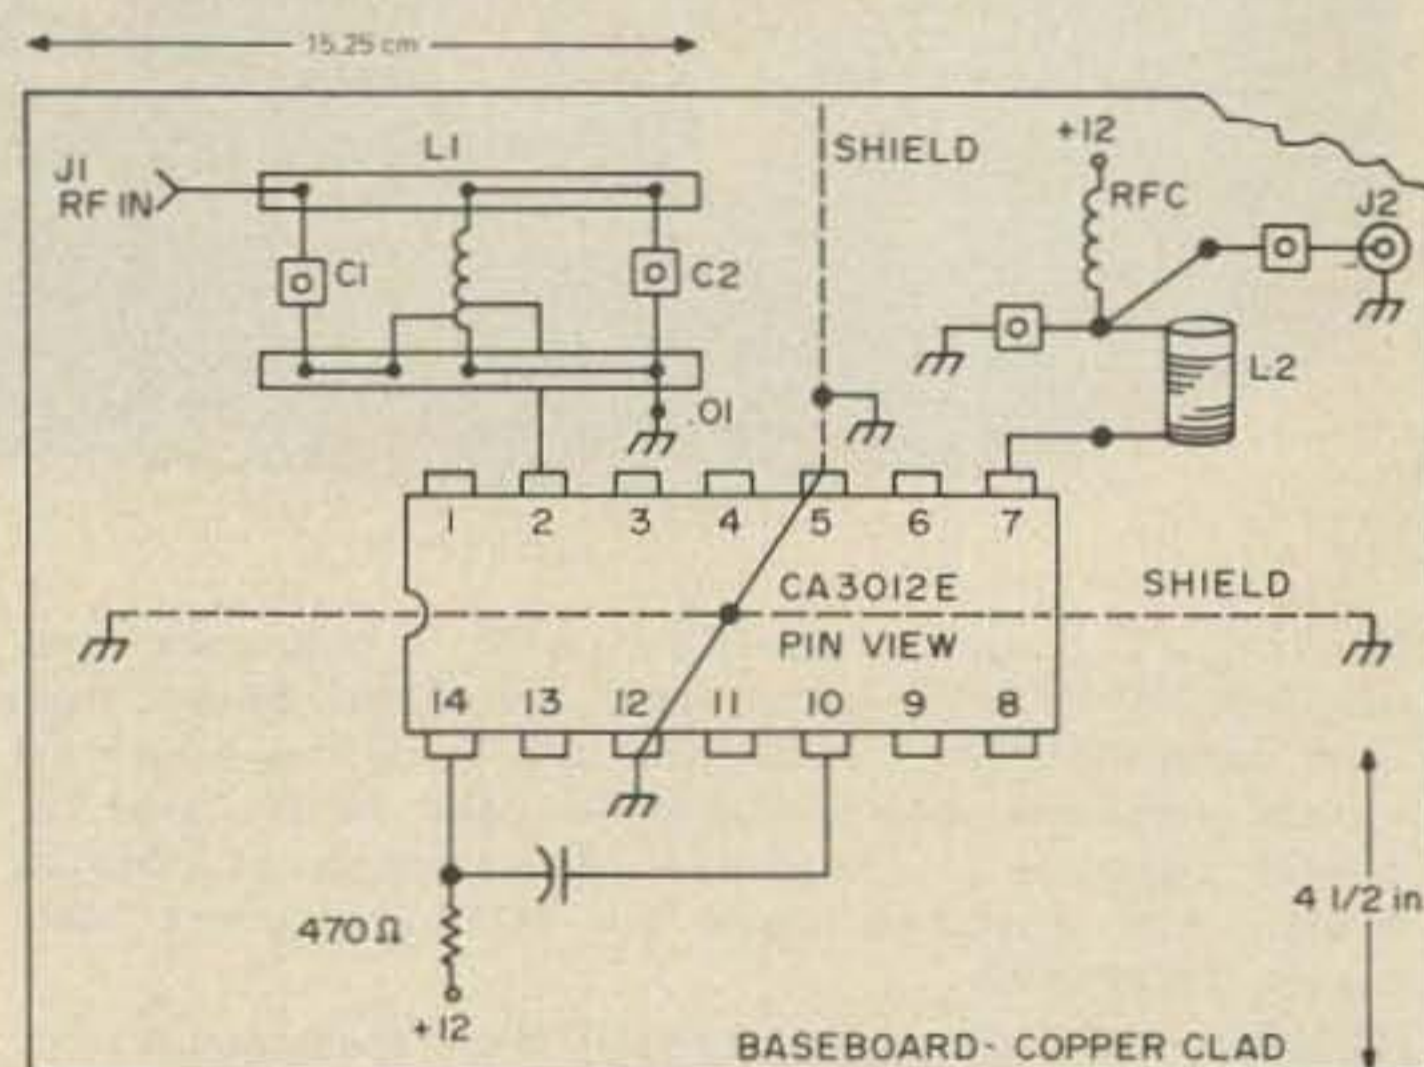 15.25 cm
J1
RF IN
L1
C1
C2
.01
SHIELD
+12
RFC
J2
L2
1 2 3 4 5 6 7
CA3012E
PIN VIEW
SHIELD
14 13 12 11 10 9 8
470Ω
+12
4 1/2 in
BASEBOARD- COPPER CLAD